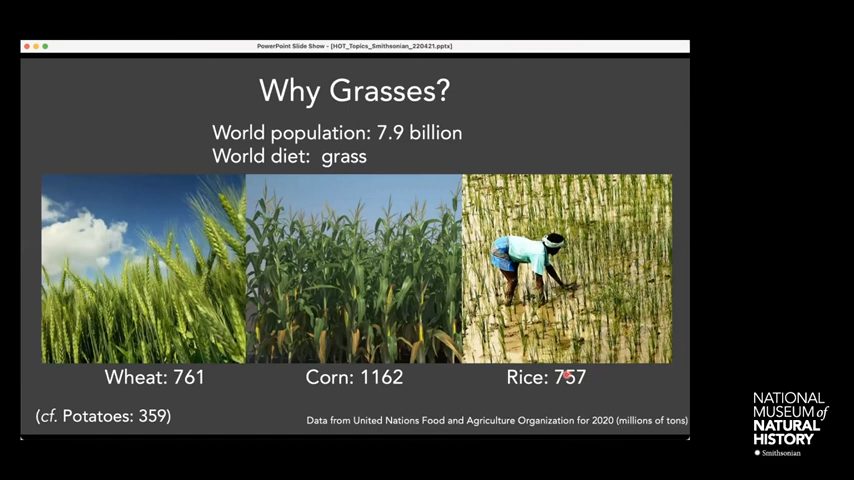 PowerPoint Slide Show - [HOT_Topics_Smithsonian_220421.pptx]
Why Grasses?
World population: 7.9 billion
World diet: grass
Wheat: 761
Corn: 1162
Rice: 757
(cf. Potatoes: 359)
Data from United Nations Food and Agriculture Organization for 2020 (millions of tons)
NATIONAL
MUSEUM of
NATURAL
HISTORY
Smithsonian